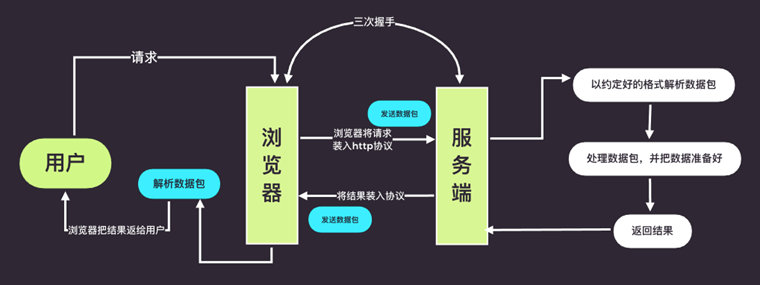 三次握手
请求
以约定好的格式解析数据包
发送数据包
浏览器
服务端
浏览器将请求
装入http协议
用户
处理数据包，并把数据准备好
解析数据包
将结果装入协议
发送数据包
浏览器把结果返给用户
返回结果